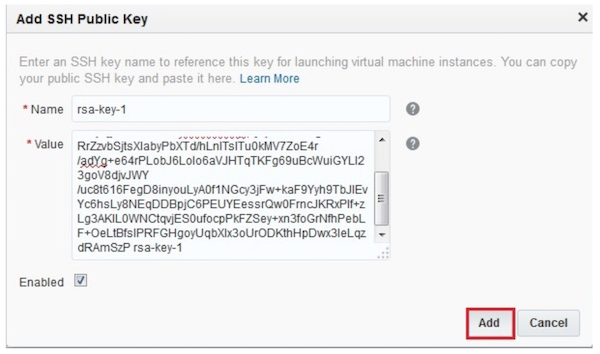 Add SSH Public Key
Enter an SSH key name to reference this key for launching virtual machine instances. You can copy
your public SSH key and paste it here. Learn More
* Name rsa-key-1
* Value
RrZzvbSjtsXlabyPbXTd/hLnlTslTu0kMV7ZoE4r
/adYg+e64rPLobJ6Lolo6aVJHTqTKFg69uBcWuiGYLl2
3goV8djvJWY
/uc8t616FegD8inyouLyA0f1NGcy3jFw+kaF9Yyh9TbJlEv
Yc6hsLy8NEqDDBpjC6PEUYEessrQw0FrncJKRxPlf+z
Lg3AKlL0WNCtqvjES0ufocpPkFZSey+xn3foGrNfhPebL
F+OeLtBfslPRFGHgoyUqbXlx3oUrODKthHpDwx3leLqz
dRAmSzP rsa-key-1
Enabled
Add Cancel